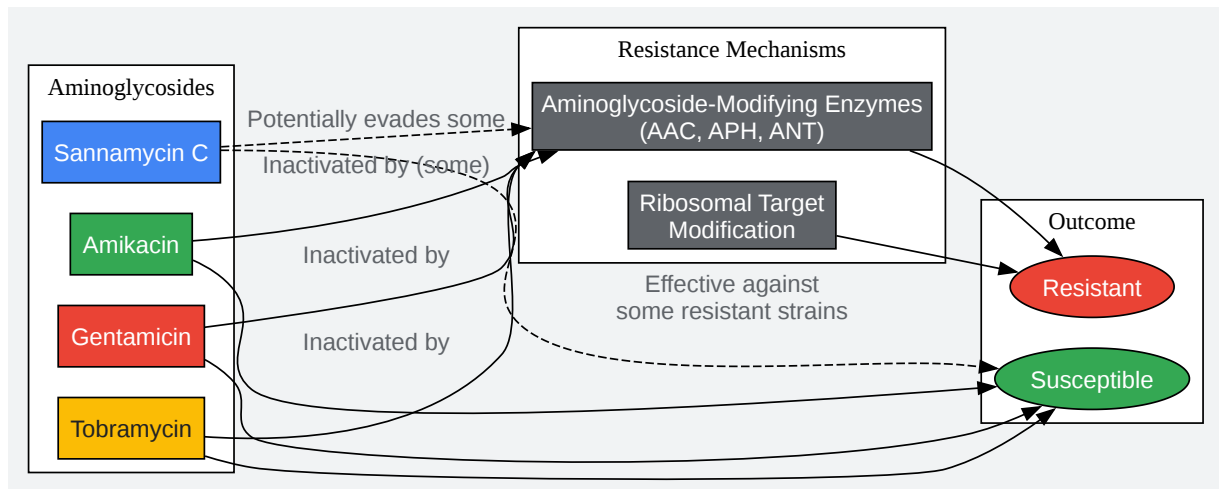 Aminoglycosides
Sannamycin C
Amikacin
Gentamicin
Tobramycin
Potentially evades some
Inactivated by (some)
Inactivated by
Inactivated by
Resistance Mechanisms
Aminoglycoside-Modifying Enzymes
(AAC, APH, ANT)
Ribosomal Target
Modification
Effective against
some resistant strains
Outcome
Resistant
Susceptible